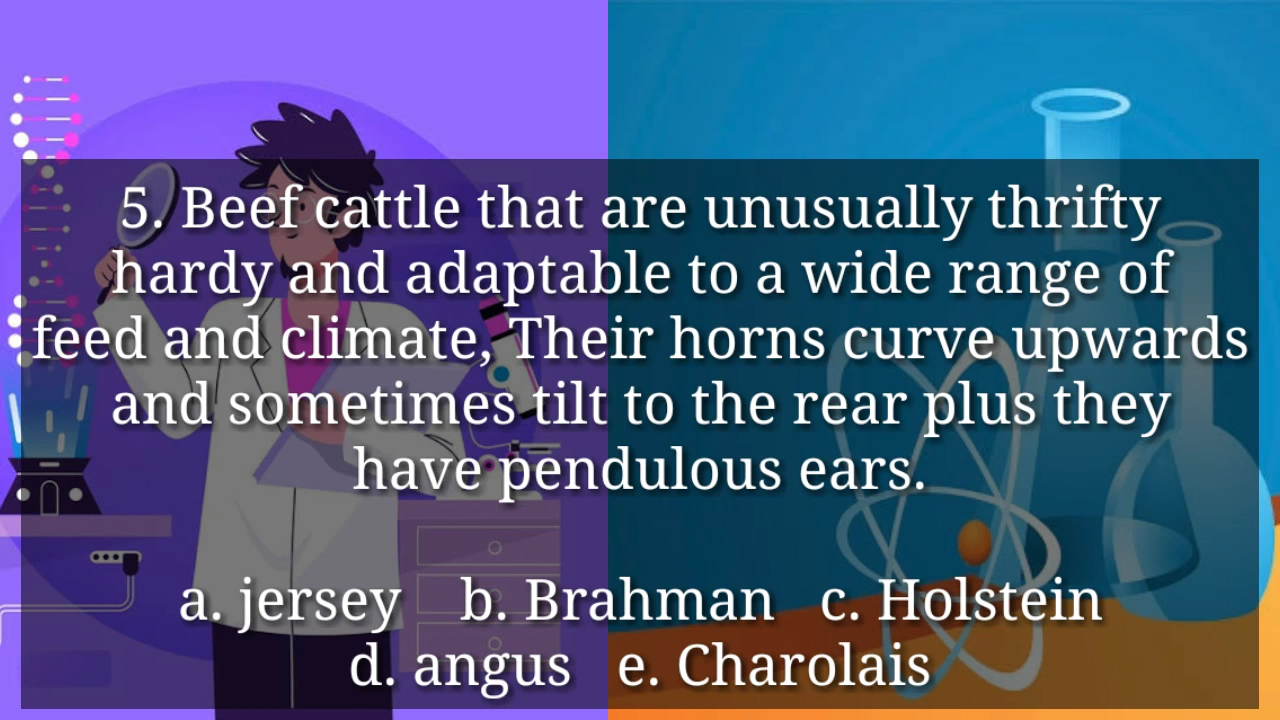 5. Beef cattle that are unusually thrifty
hardy and adaptable to a wide range of
feed and climate, Their horns curve upwards
and sometimes tilt to the rear plus they
have pendulous ears.
a. jersey b. Brahman c. Holstein
d. angus e. Charolais